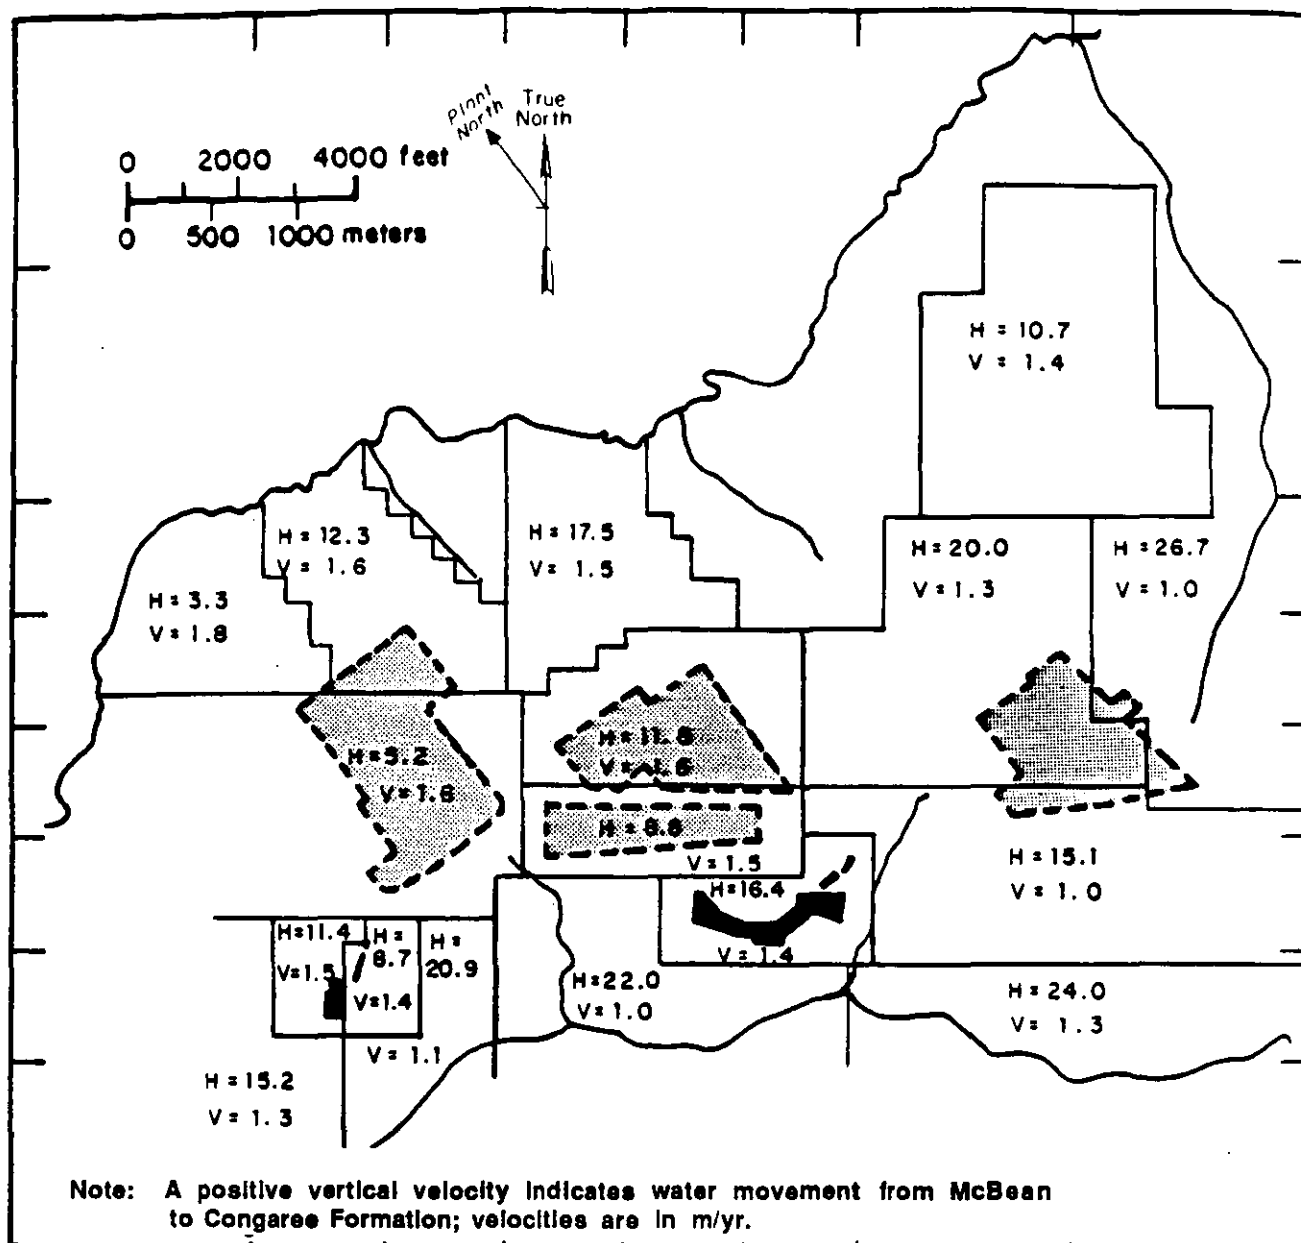 Plant
North
True
North
0 2000 4000 feet
0 500 1000 meters
H = 10.7
V = 1.4
H = 12.3
V = 1.6
H = 17.5
V = 1.5
H = 20.0
V = 1.3
H = 26.7
V = 1.0
H = 3.3
V = 1.8
H = 5.2
V = 1.8
H = 11.8
V = 1.6
H = 8.8
V = 1.5
H = 16.4
V = 1.4
H = 15.1
V = 1.0
H = 11.4
V = 1.5
H =
8.7
V = 1.4
H =
20.9
V = 1.1
H = 22.0
V = 1.0
H = 24.0
V = 1.3
H = 15.2
V = 1.3
Note: A positive vertical velocity indicates water movement from McBean
to Congaree Formation; velocities are in m/yr.